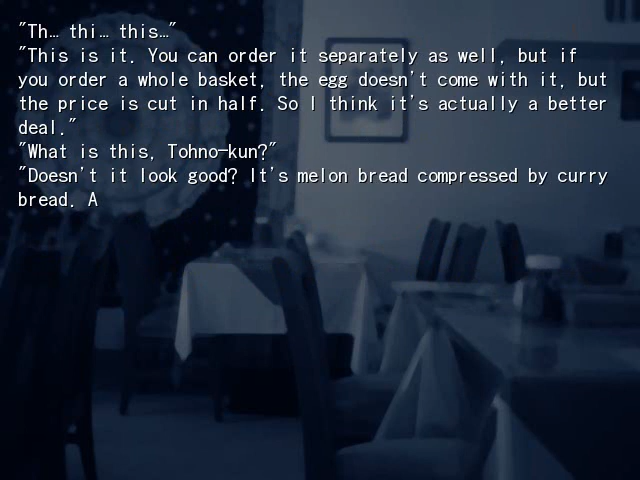 "Th… thi… this…"
"This is it. You can order it separately as well, but if
you order a whole basket, the egg doesn't come with it, but
the price is cut in half. So I think it's actually a better
deal."
"What is this, Tohno-kun?"
"Doesn't it look good? It's melon bread compressed by curry
bread. A